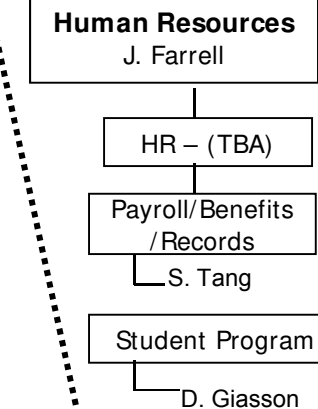 Human Resources
J. Farrell
HR – (TBA)
Payroll/Benefits
/Records
S. Tang
Student Program
D. Giasson